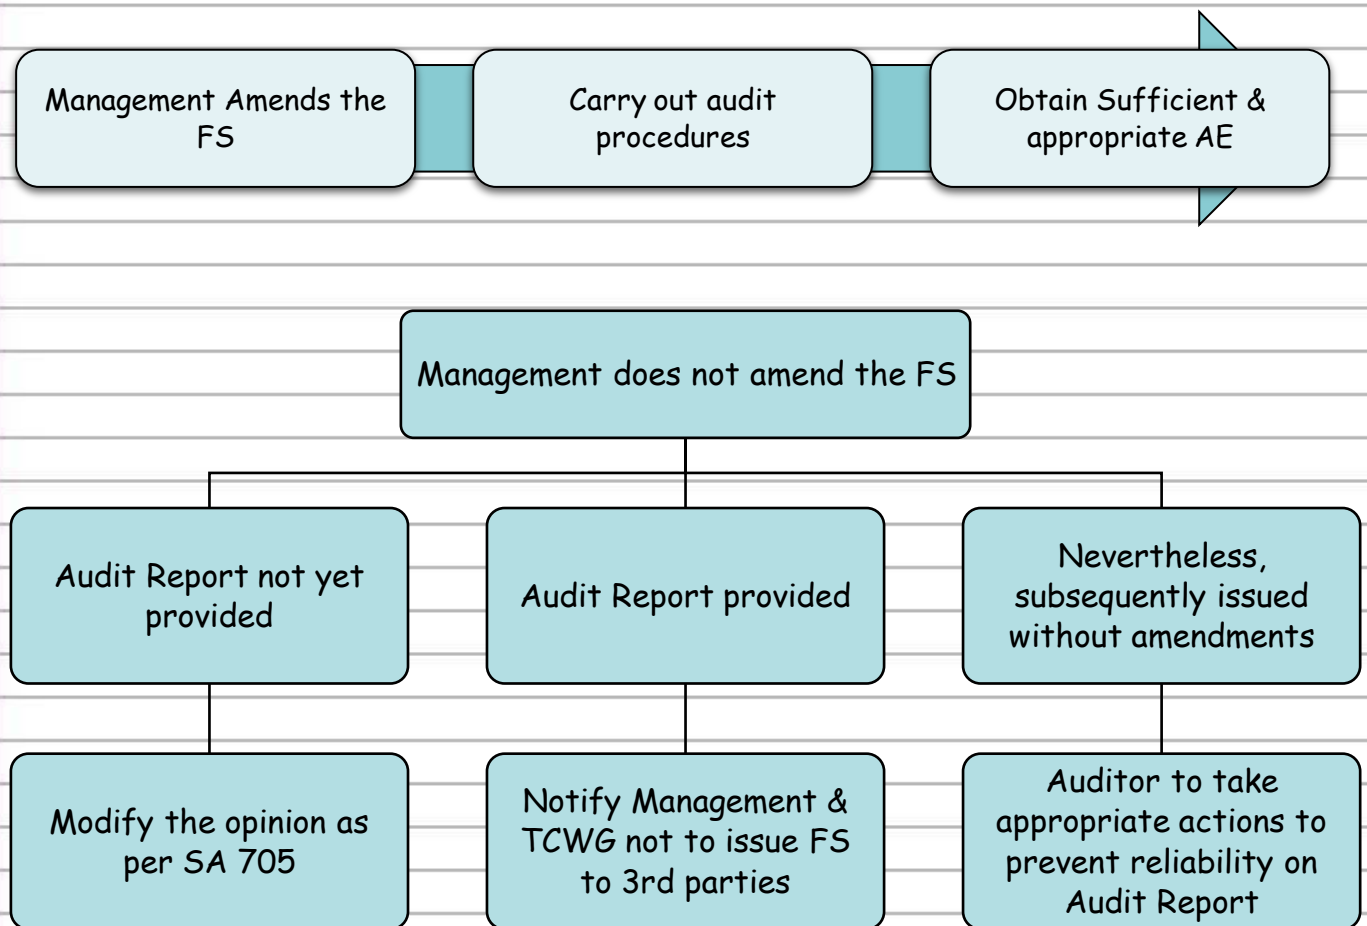 Management Amends the
FS
Carry out audit
procedures
Obtain Sufficient &
appropriate AE
Management does not amend the FS
Audit Report not yet
provided
Audit Report provided
Nevertheless,
subsequently issued
without amendments
Modify the opinion as
per SA 705
Notify Management &
TCWG not to issue FS
to 3rd parties
Auditor to take
appropriate actions to
prevent reliability on
Audit Report